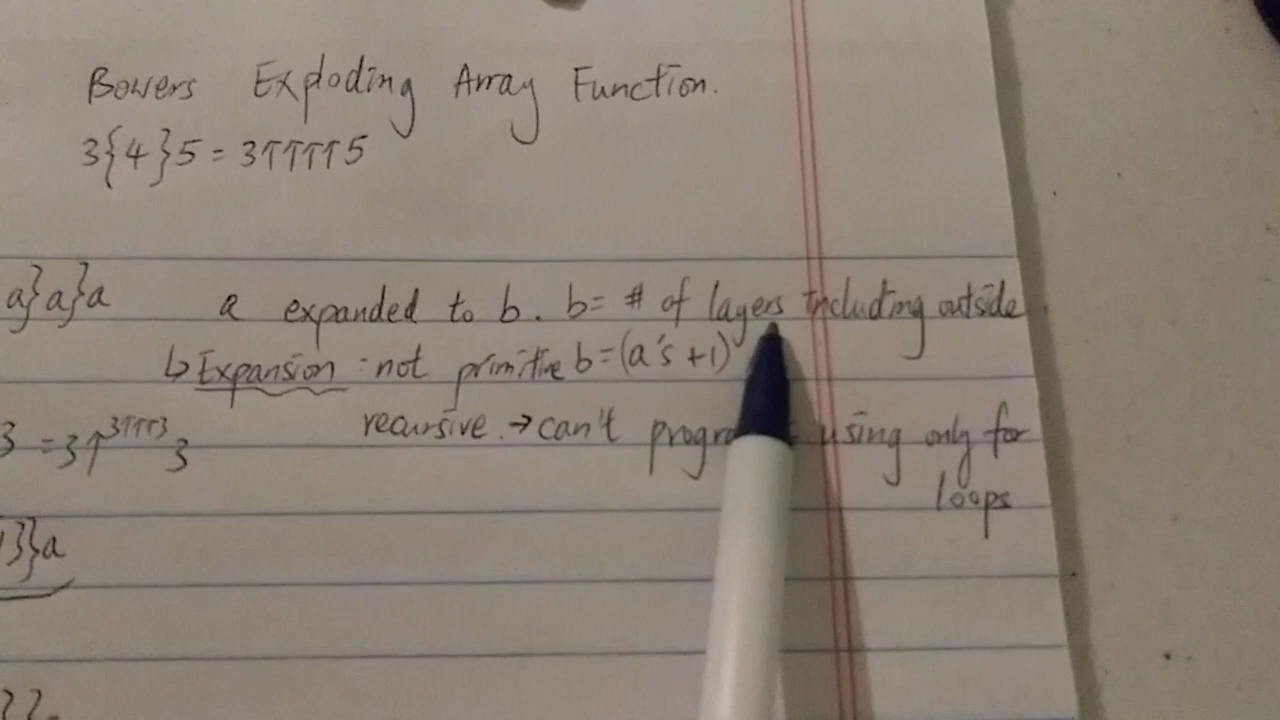 Bowers Exploding Array Function.
3{4}5 = 3↑↑↑↑5
a}a}a a expanded to b. b= # of layers including outside.
↳Expansion : not primitive b=(a's +1)
3 =3↑^{3↑↑↑3}3 recursive. → can't using only for
loops
}}a
}}